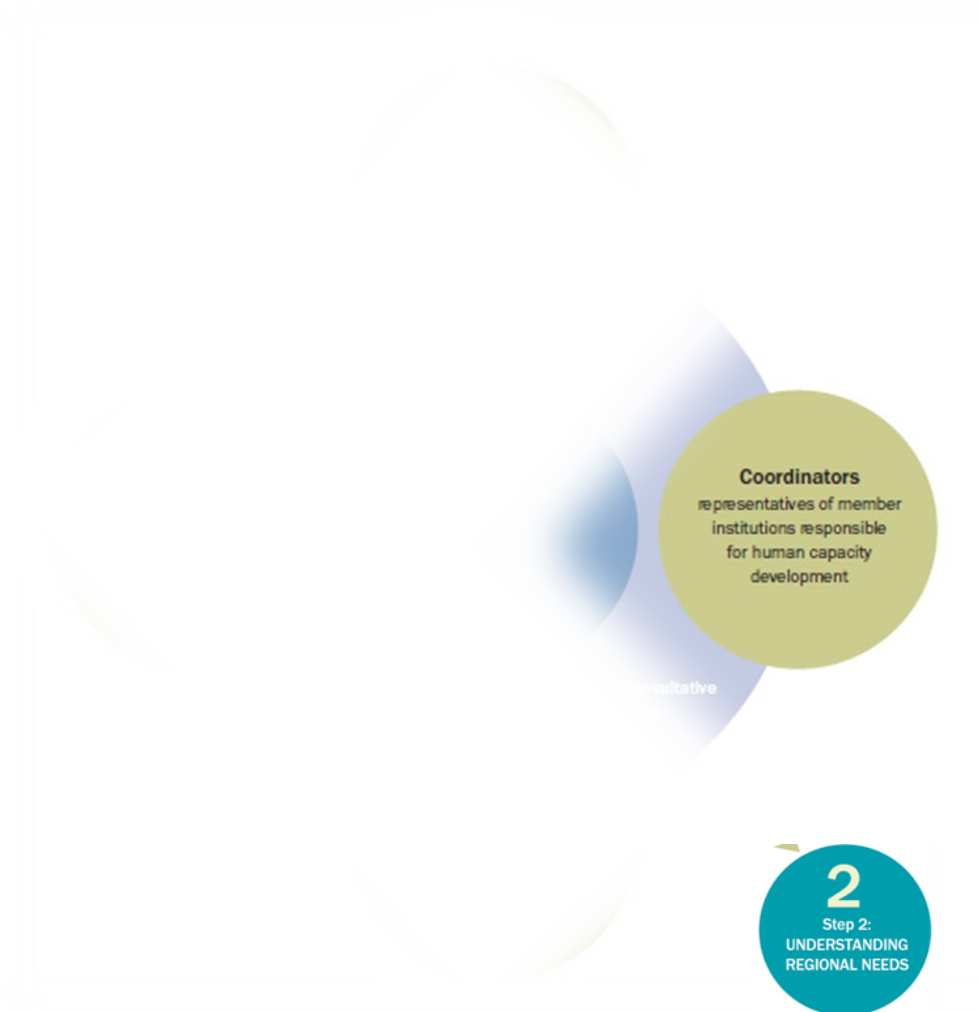 Coordinators
representatives of member
institutions responsible
for human capacity
development
2
Step 2:
UNDERSTANDING
REGIONAL NEEDS